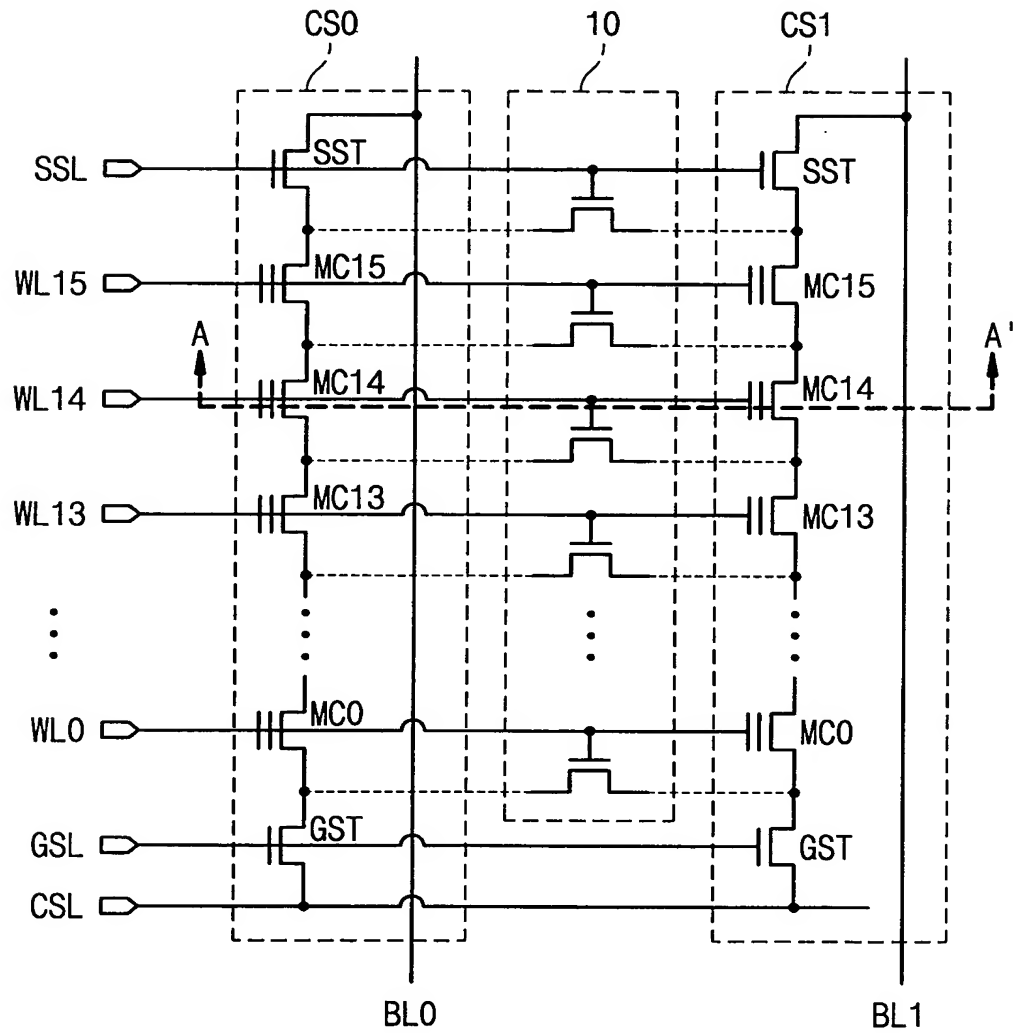 CS0 10 CS1
SSL SST SST
WL15 MC15 MC15
A A'
WL14 MC14 MC14
WL13 MC13 MC13
WL0 MC0 MC0
GSL GST GST
CSL
BL0 BL1